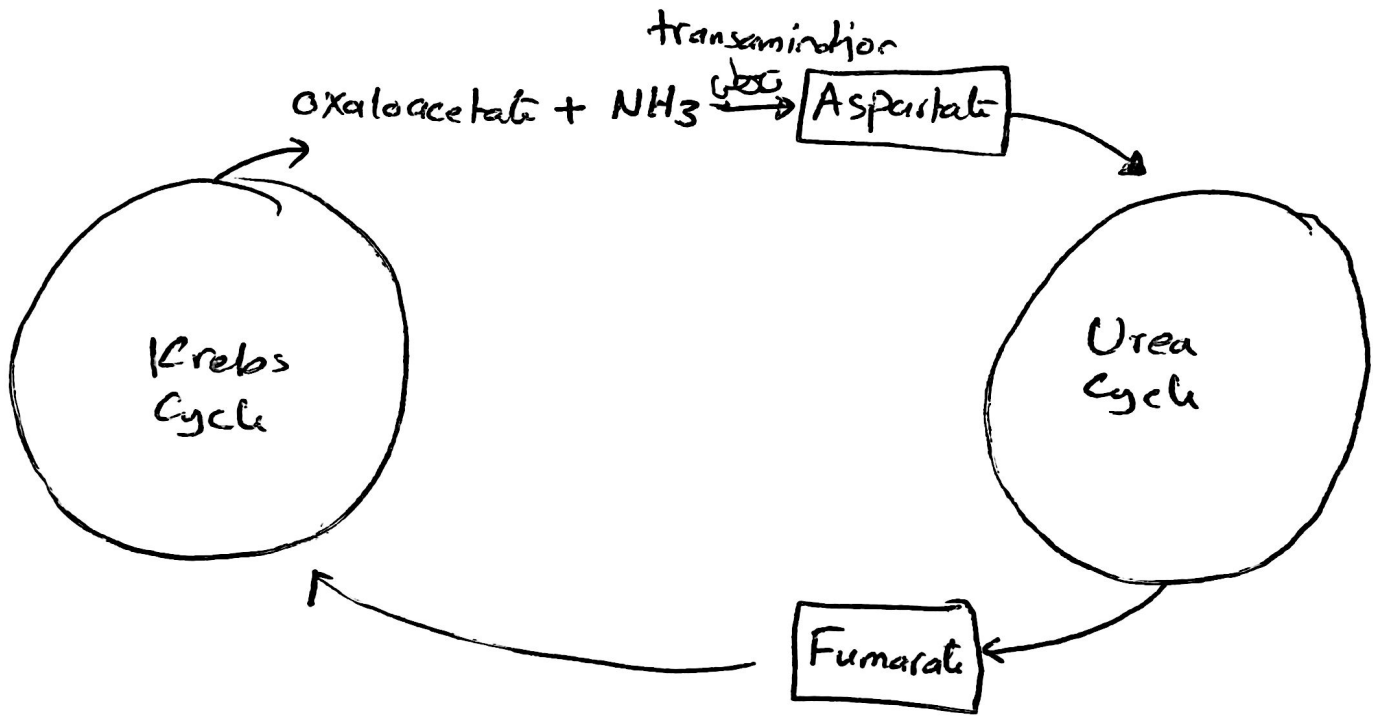 transamination
oxaloacetate + NH3 → Aspartate
Krebs
Cycle
Urea
Cycle
Fumarate